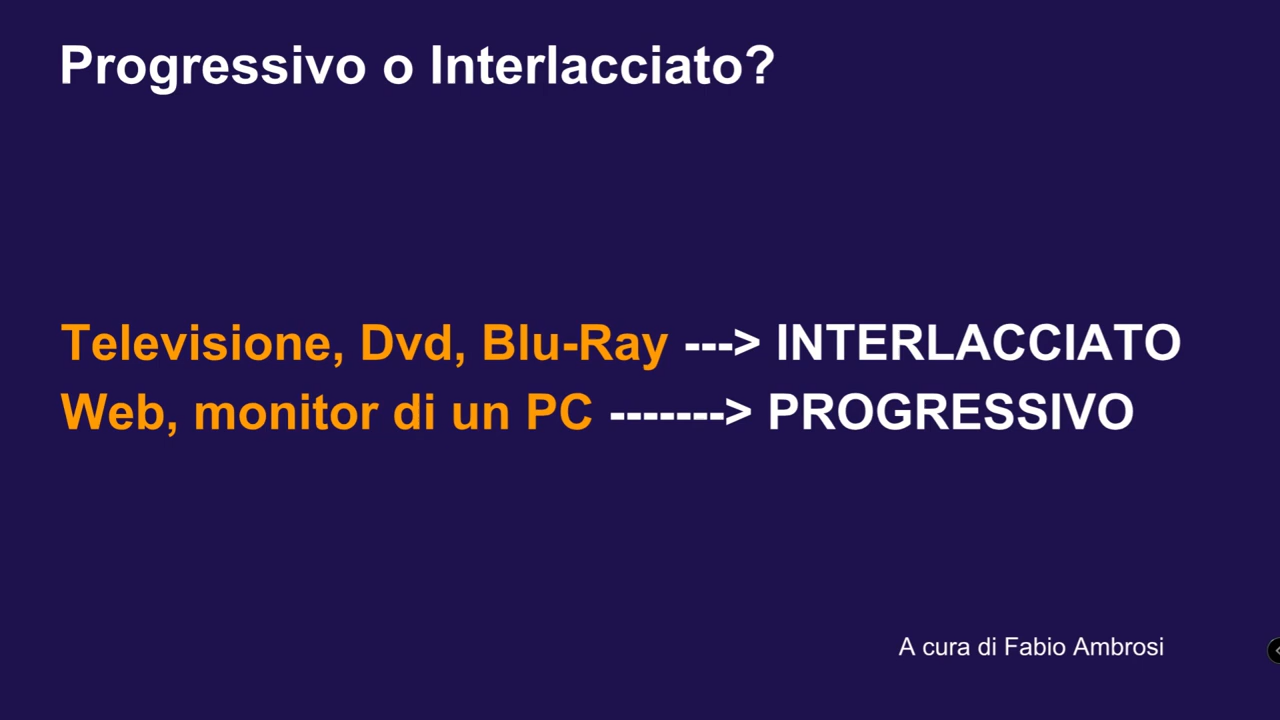 Progressivo o Interlacciato?
Televisione, Dvd, Blu-Ray ---> INTERLACCIATO
Web, monitor di un PC -------> PROGRESSIVO
A cura di Fabio Ambrosi